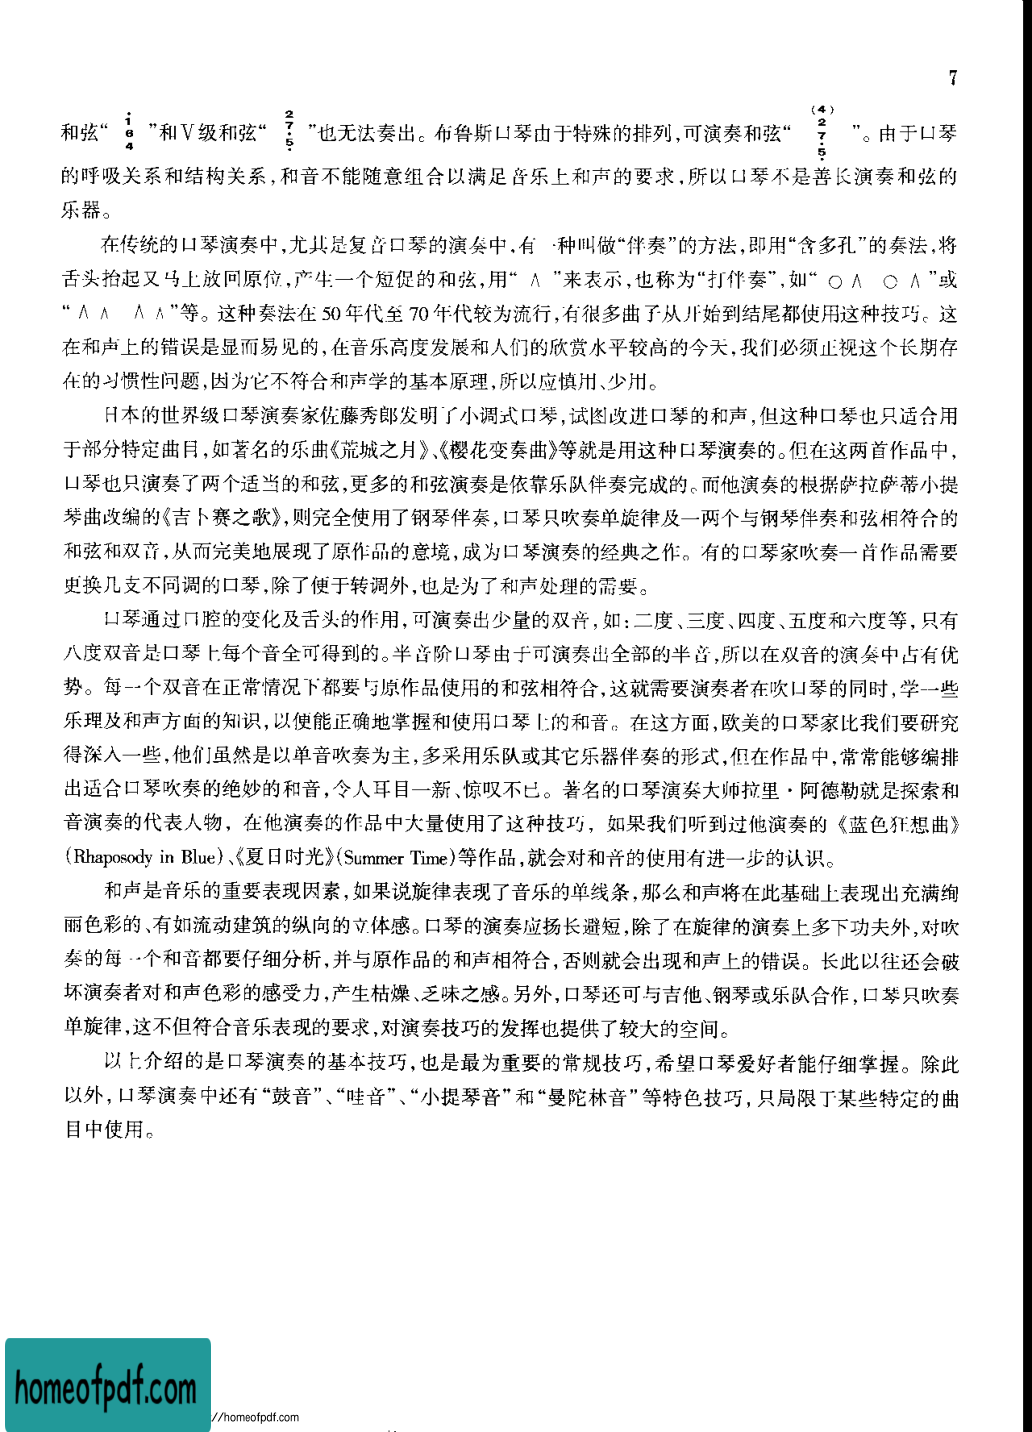 7
和弦“ 1 6 4 ”和Ⅴ级和弦“ 2 7 5 ”也无法奏出。布鲁斯口琴由于特殊的排列,可演奏和弦“ (4) 2 7 5 ”。由于口琴
的呼吸关系和结构关系,和音不能随意组合以满足音乐上和声的要求,所以口琴不是善长演奏和弦的
乐器。
在传统的口琴演奏中,尤其是复音口琴的演奏中,有一种叫做“伴奏”的方法,即用“含多孔”的奏法,将
舌头抬起又马上放回原位,产生一个短促的和弦,用“ ∧ ”来表示,也称为“打伴奏”,如“ ○ ∧ ○ ∧ ”或
“ ∧ ∧ ∧ ∧ ”等。这种奏法在 50 年代至 70 年代较为流行,有很多曲子从开始到结尾都使用这种技巧。这
在和声上的错误是显而易见的,在音乐高度发展和人们的欣赏水平较高的今天,我们必须正视这个长期存
在的习惯性问题,因为它不符合和声学的基本原理,所以应慎用、少用。
日本的世界级口琴演奏家佐藤秀郎发明了小调式口琴,试图改进口琴的和声,但这种口琴也只适合用
于部分特定曲目,如著名的乐曲《荒城之月》、《樱花变奏曲》等就是用这种口琴演奏的。但在这两首作品中,
口琴也只演奏了两个适当的和弦,更多的和弦演奏是依靠乐队伴奏完成的。而他演奏的根据萨拉萨蒂小提
琴曲改编的《吉卜赛之歌》,则完全使用了钢琴伴奏,口琴只吹奏单旋律及一两个与钢琴伴奏和弦相符合的
和弦和双音,从而完美地展现了原作品的意境,成为口琴演奏的经典之作。有的口琴家吹奏一首作品需要
更换几支不同调的口琴,除了便于转调外,也是为了和声处理的需要。
口琴通过口腔的变化及舌头的作用,可演奏出少量的双音,如:二度、三度、四度、五度和六度等,只有
八度双音是口琴上每个音全可得到的。半音阶口琴由于可演奏出全部的半音,所以在双音的演奏中占有优
势。每一个双音在正常情况下都要与原作品使用的和弦相符合,这就需要演奏者在吹口琴的同时,学一些
乐理及和声方面的知识,以便能正确地掌握和使用口琴上的和音。在这方面,欧美的口琴家比我们要研究
得深入一些,他们虽然是以单音吹奏为主,多采用乐队或其它乐器伴奏的形式,但在作品中,常常能够编排
出适合口琴吹奏的绝妙的和音,令人耳目一新、惊叹不已。著名的口琴演奏大师拉里·阿德勒就是探索和
音演奏的代表人物,在他演奏的作品中大量使用了这种技巧,如果我们听到过他演奏的《蓝色狂想曲》
(Rhaposody in Blue)、《夏日时光》(Summer Time)等作品,就会对和音的使用有进一步的认识。
和声是音乐的重要表现因素,如果说旋律表现了音乐的单线条,那么和声将在此基础上表现出充满绚
丽色彩的、有如流动建筑的纵向的立体感。口琴的演奏应扬长避短,除了在旋律的演奏上多下功夫外,对吹
奏的每一个和音都要仔细分析,并与原作品的和声相符合,否则就会出现和声上的错误。长此以往还会破
坏演奏者对和声色彩的感受力,产生枯燥、乏味之感。另外,口琴还可与吉他、钢琴或乐队合作,口琴只吹奏
单旋律,这不但符合音乐表现的要求,对演奏技巧的发挥也提供了较大的空间。
以上介绍的是口琴演奏的基本技巧,也是最为重要的常规技巧,希望口琴爱好者能仔细掌握。除此
以外,口琴演奏中还有“鼓音”、“哇音”、“小提琴音”和“曼陀林音”等特色技巧,只局限于某些特定的曲
目中使用。
homeofpdf.com
//homeofpdf.com